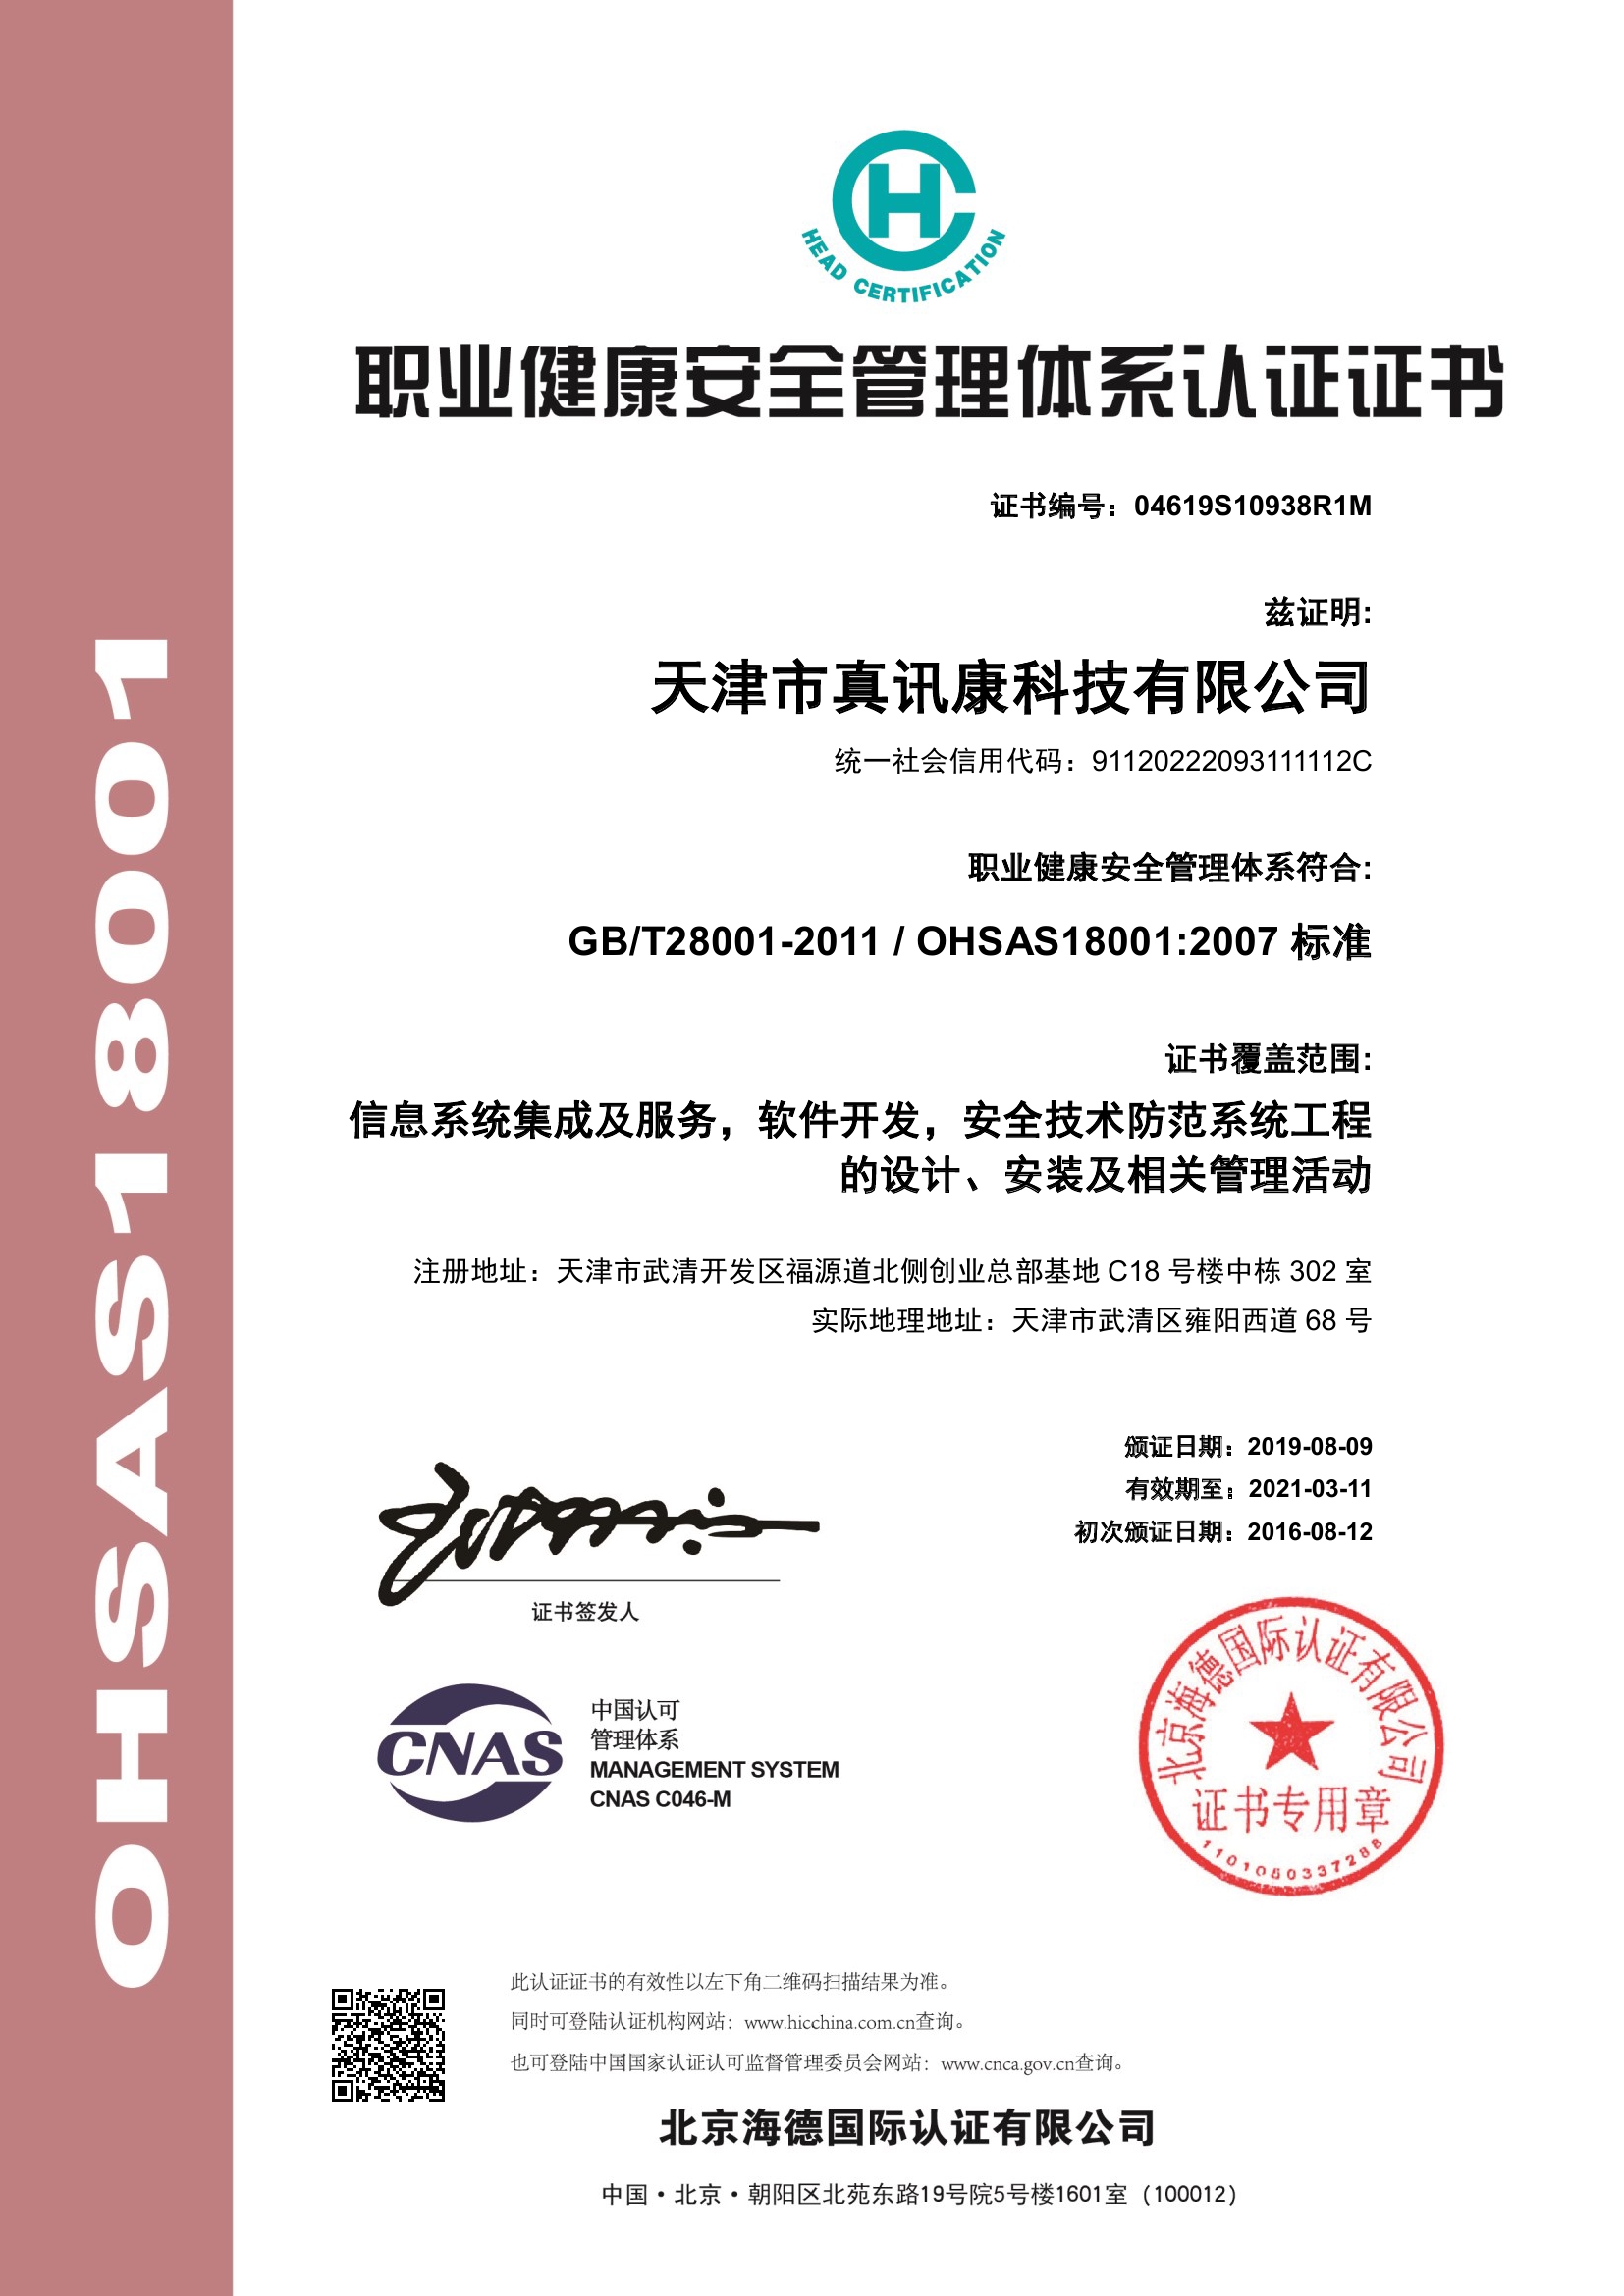 OHSAS18001
H
HEAD CERTIFICATION
职业健康安全管理体系认证证书
证书编号：04619S10938R1M
兹证明:
天津市真讯康科技有限公司
统一社会信用代码：91120222093111112C
职业健康安全管理体系符合:
GB/T28001-2011 / OHSAS18001:2007 标准
证书覆盖范围:
信息系统集成及服务，软件开发，安全技术防范系统工程
的设计、安装及相关管理活动
注册地址：天津市武清开发区福源道北侧创业总部基地 C18 号楼中栋 302 室
实际地理地址：天津市武清区雍阳西道 68 号
颁证日期：2019-08-09
有效期至：2021-03-11
初次颁证日期：2016-08-12
证书签发人
CNAS
中国认可
管理体系
MANAGEMENT SYSTEM
CNAS C046-M
北京海德国际认证有限公司
证书专用章
1101050337288
此认证证书的有效性以左下角二维码扫描结果为准。
同时可登陆认证机构网站：www.hicchina.com.cn查询。
也可登陆中国国家认证认可监督管理委员会网站：www.cnca.gov.cn查询。
北京海德国际认证有限公司
中国·北京·朝阳区北苑东路19号院5号楼1601室（100012）